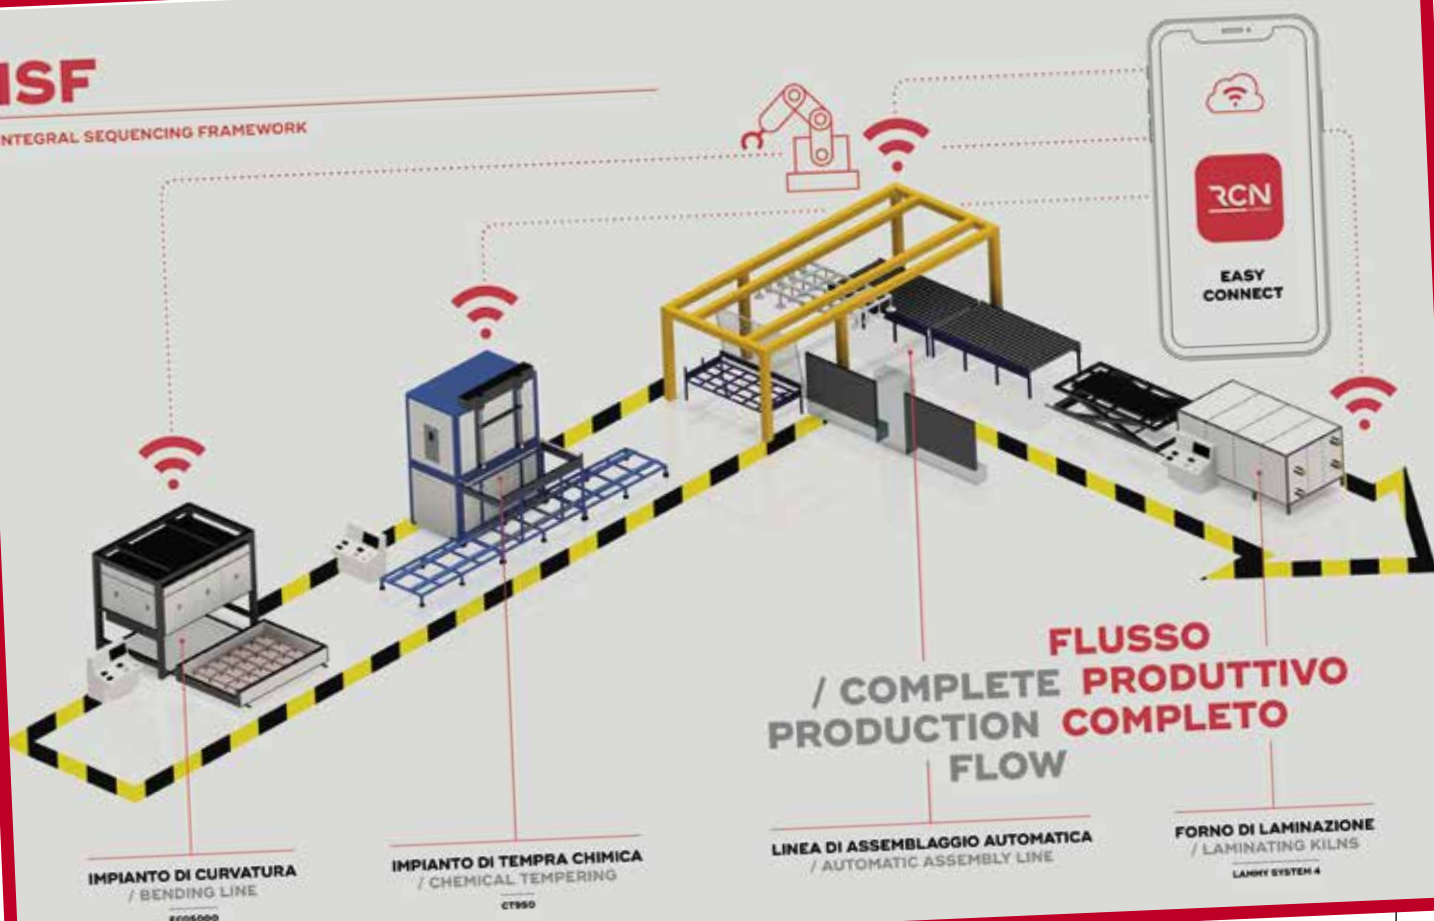 ISF
INTEGRAL SEQUENCING FRAMEWORK
RCN
EASY
CONNECT
FLUSSO
/ COMPLETE PRODUTTIVO
PRODUCTION COMPLETO
FLOW
IMPIANTO DI CURVATURA
/ BENDING LINE
ECO5000
IMPIANTO DI TEMPRA CHIMICA
/ CHEMICAL TEMPERING
CT950
LINEA DI ASSEMBLAGGIO AUTOMATICA
/ AUTOMATIC ASSEMBLY LINE
FORNO DI LAMINAZIONE
/ LAMINATING KILNS
LAMMY SYSTEM 4